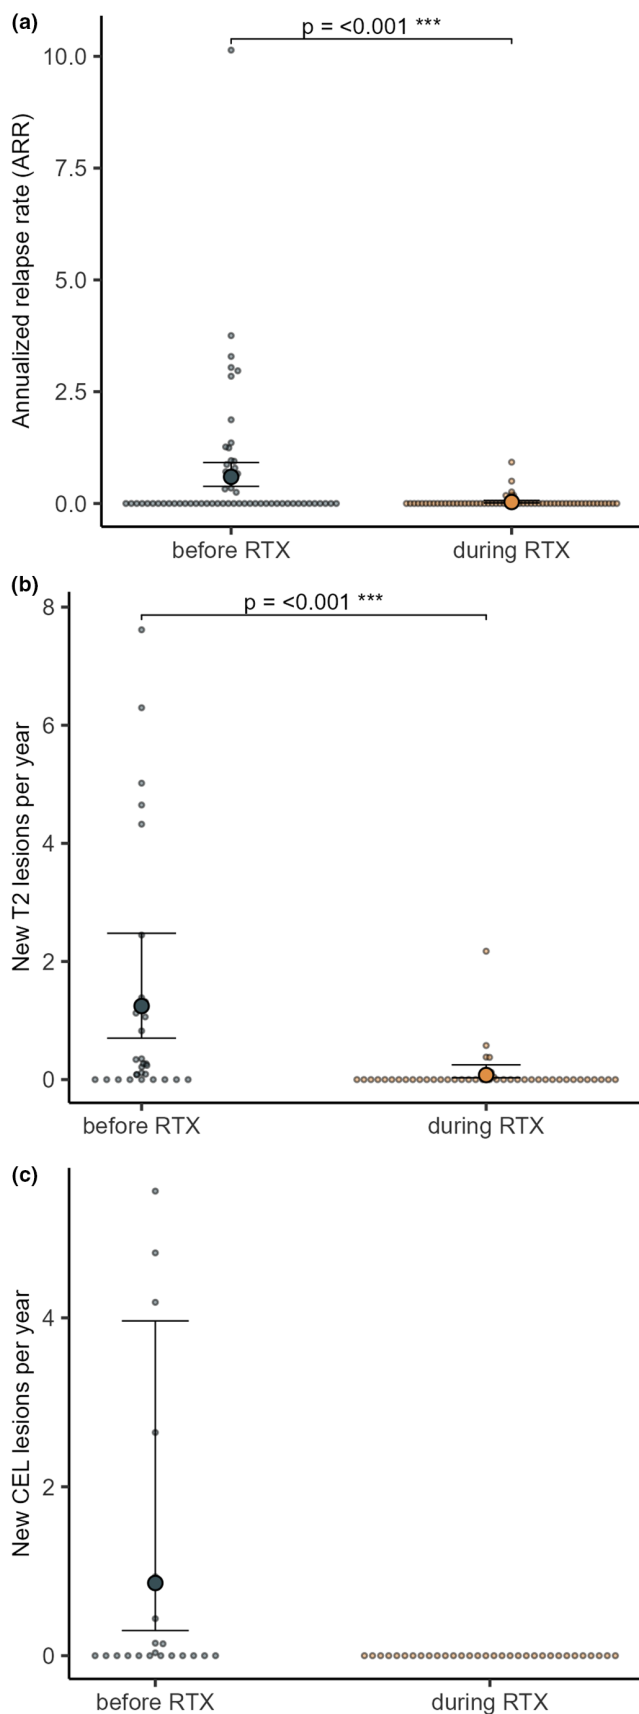 (a)
p = <0.001 ***
Annualized relapse rate (ARR)
10.0
7.5
5.0
2.5
0.0
before RTX
during RTX
(b)
p = <0.001 ***
New T2 lesions per year
8
6
4
2
0
before RTX
during RTX
(c)
New CEL lesions per year
4
2
0
before RTX
during RTX